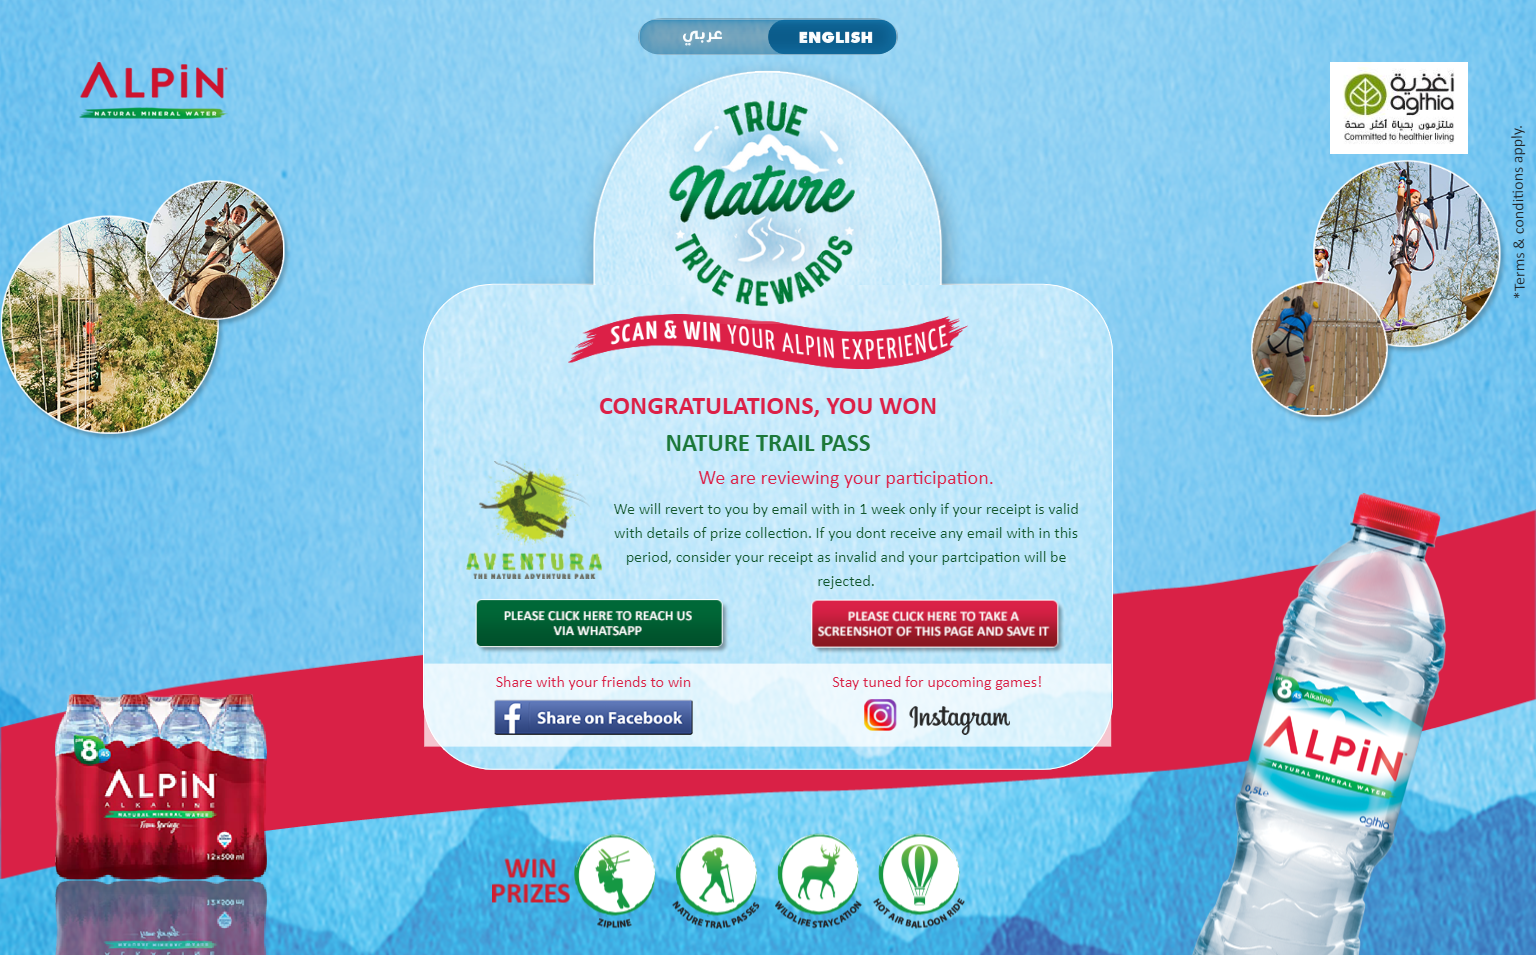 عربي
ENGLISH
ALPiN
NATURAL MINERAL WATER
أغذية
agthia
ملتزمون بحياة أكثر صحة
Committed to healthier living
*Terms & conditions apply.
TRUE
Nature
TRUE REWARDS
SCAN & WIN YOUR ALPIN EXPERIENCE
CONGRATULATIONS, YOU WON
NATURE TRAIL PASS
We are reviewing your participation.
We will revert to you by email with in 1 week only if your receipt is valid
with details of prize collection. If you dont receive any email with in this
period, consider your receipt as invalid and your partcipation will be
rejected.
AVENTURA
THE NATURE ADVENTURE PARK
PLEASE CLICK HERE TO REACH US
VIA WHATSAPP
PLEASE CLICK HERE TO TAKE A
SCREENSHOT OF THIS PAGE AND SAVE IT
Share with your friends to win
Stay tuned for upcoming games!
f Share on Facebook
Instagram
8
ALPiN
ALKALINE
NATURAL MINERAL WATER
From Springs
12x500 ml
8
Alkaline
ALPiN
NATURAL MINERAL WATER
0,5Le
agthia
WIN
PRIZES
ZIPLINE
NATURE TRAIL PASSES
WILDLIFE STAYCATION
HOT AIR BALLOON RIDE